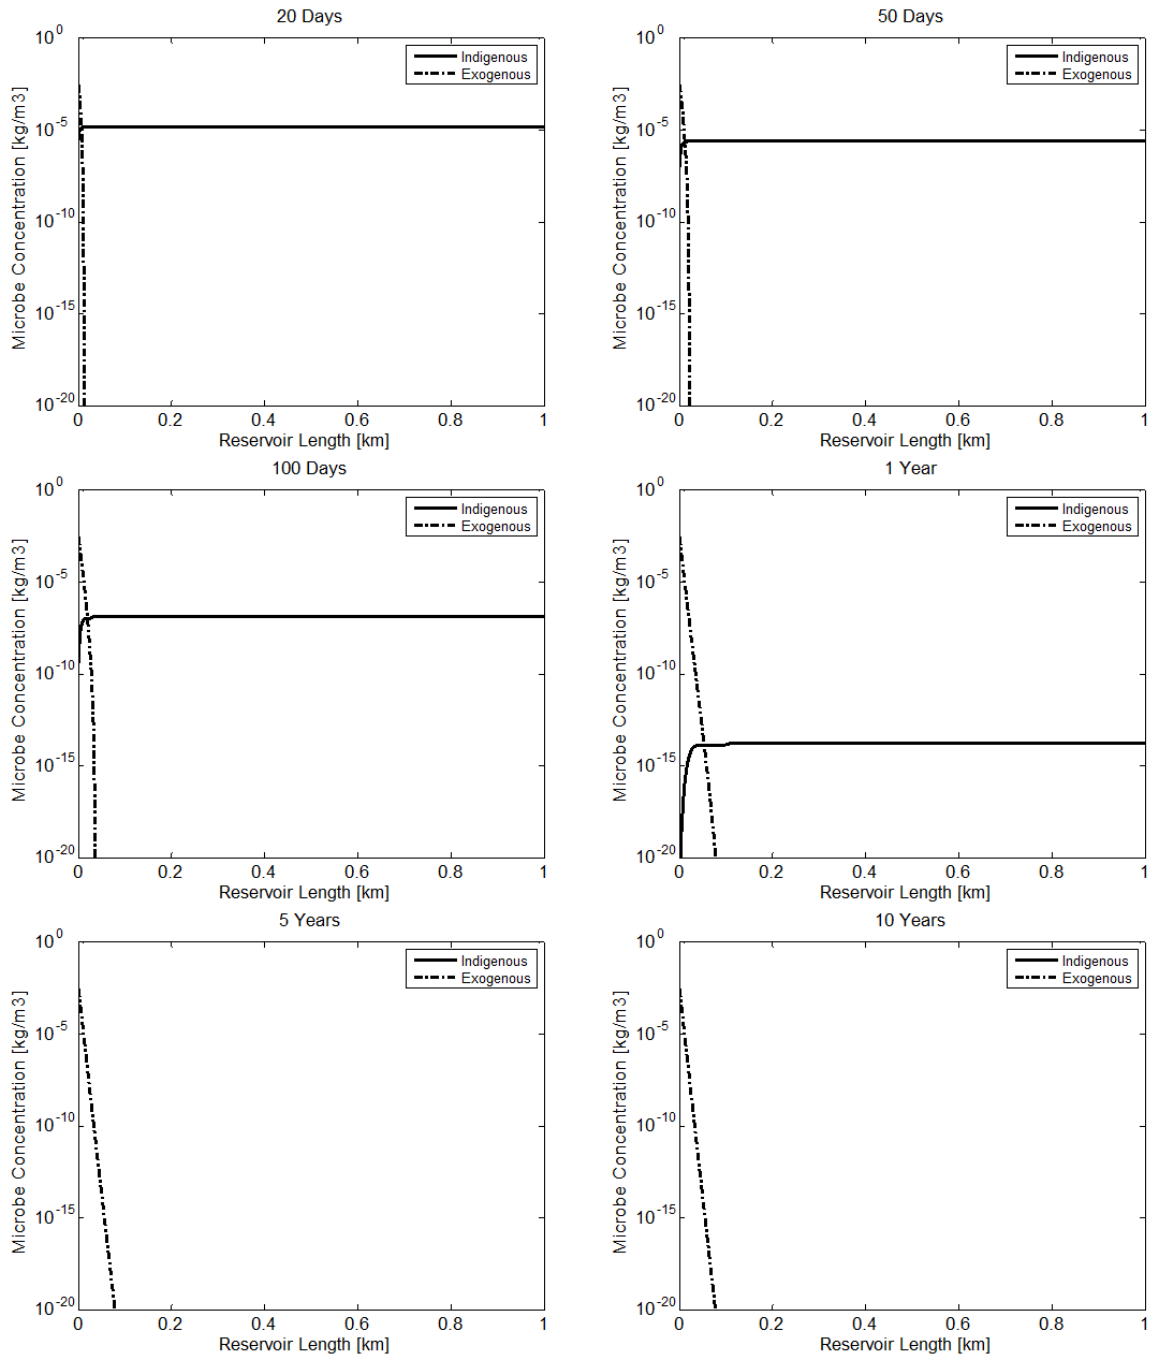 20 Days
Microbe Concentration [kg/m3]
10^0
10^-5
10^-10
10^-15
10^-20
Indigenous
Exogenous
0 0.2 0.4 0.6 0.8 1
Reservoir Length [km]
50 Days
Microbe Concentration [kg/m3]
10^0
10^-5
10^-10
10^-15
10^-20
Indigenous
Exogenous
0 0.2 0.4 0.6 0.8 1
Reservoir Length [km]
100 Days
Microbe Concentration [kg/m3]
10^0
10^-5
10^-10
10^-15
10^-20
Indigenous
Exogenous
0 0.2 0.4 0.6 0.8 1
Reservoir Length [km]
1 Year
Microbe Concentration [kg/m3]
10^0
10^-5
10^-10
10^-15
10^-20
Indigenous
Exogenous
0 0.2 0.4 0.6 0.8 1
Reservoir Length [km]
5 Years
Microbe Concentration [kg/m3]
10^0
10^-5
10^-10
10^-15
10^-20
Indigenous
Exogenous
0 0.2 0.4 0.6 0.8 1
Reservoir Length [km]
10 Years
Microbe Concentration [kg/m3]
10^0
10^-5
10^-10
10^-15
10^-20
Indigenous
Exogenous
0 0.2 0.4 0.6 0.8 1
Reservoir Length [km]